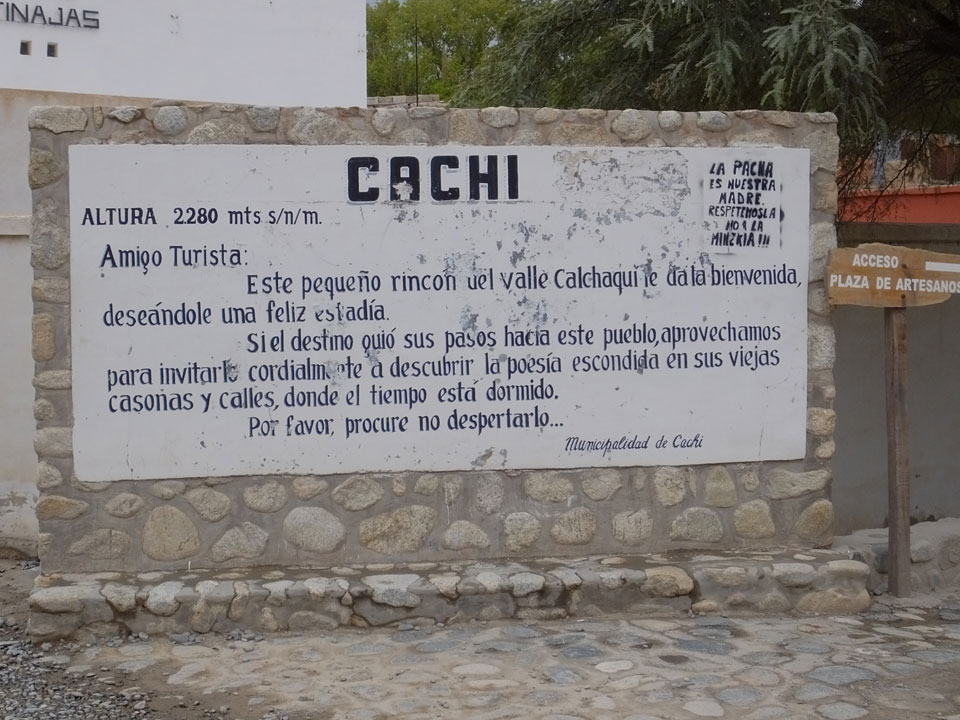 TINAJAS
CACHI
LA PACHA
ES NUESTRA
MADRE.
RESPETEMOSLA
NO A LA
MINERIA!!!
ALTURA 2.280 mts s/n/m.
Amigo Turista:
Este pequeño rincón del valle Calchaquí le da la bienvenida,
deseándole una feliz estadía.
Si el destino guió sus pasos hacia este pueblo, aprovechamos
para invitarle cordialmente a descubrir la poesía escondida en sus viejas
casonas y calles, donde el tiempo está dormido.
Por favor, procure no despertarlo...
Municipalidad de Cachi
ACCESO
PLAZA DE ARTESANOS